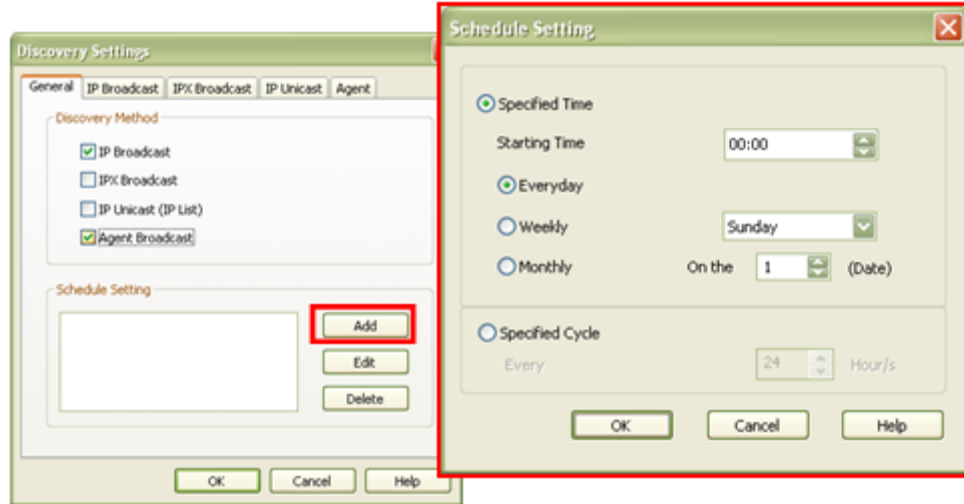 Discovery Settings
General IP Broadcast IPX Broadcast IP Unicast Agent
Discovery Method
IP Broadcast
IPX Broadcast
IP Unicast (IP List)
Agent Broadcast
Schedule Setting
Add
Edit
Delete
OK Cancel Help
Schedule Setting
Specified Time
Starting Time 00:00
Everyday
Weekly Sunday
Monthly On the 1 (Date)
Specified Cycle
Every 24 Hour/s
OK Cancel Help